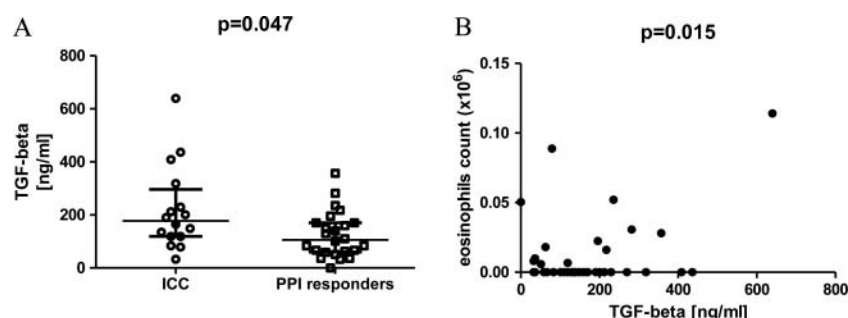 A
p=0.047
TGF-beta
[ng/ml]
800
600
400
200
0
ICC
PPI responders
B
p=0.015
eosinophils count (x10⁶)
0.15
0.10
0.05
0.00
0
200
400
600
800
TGF-beta [ng/ml]